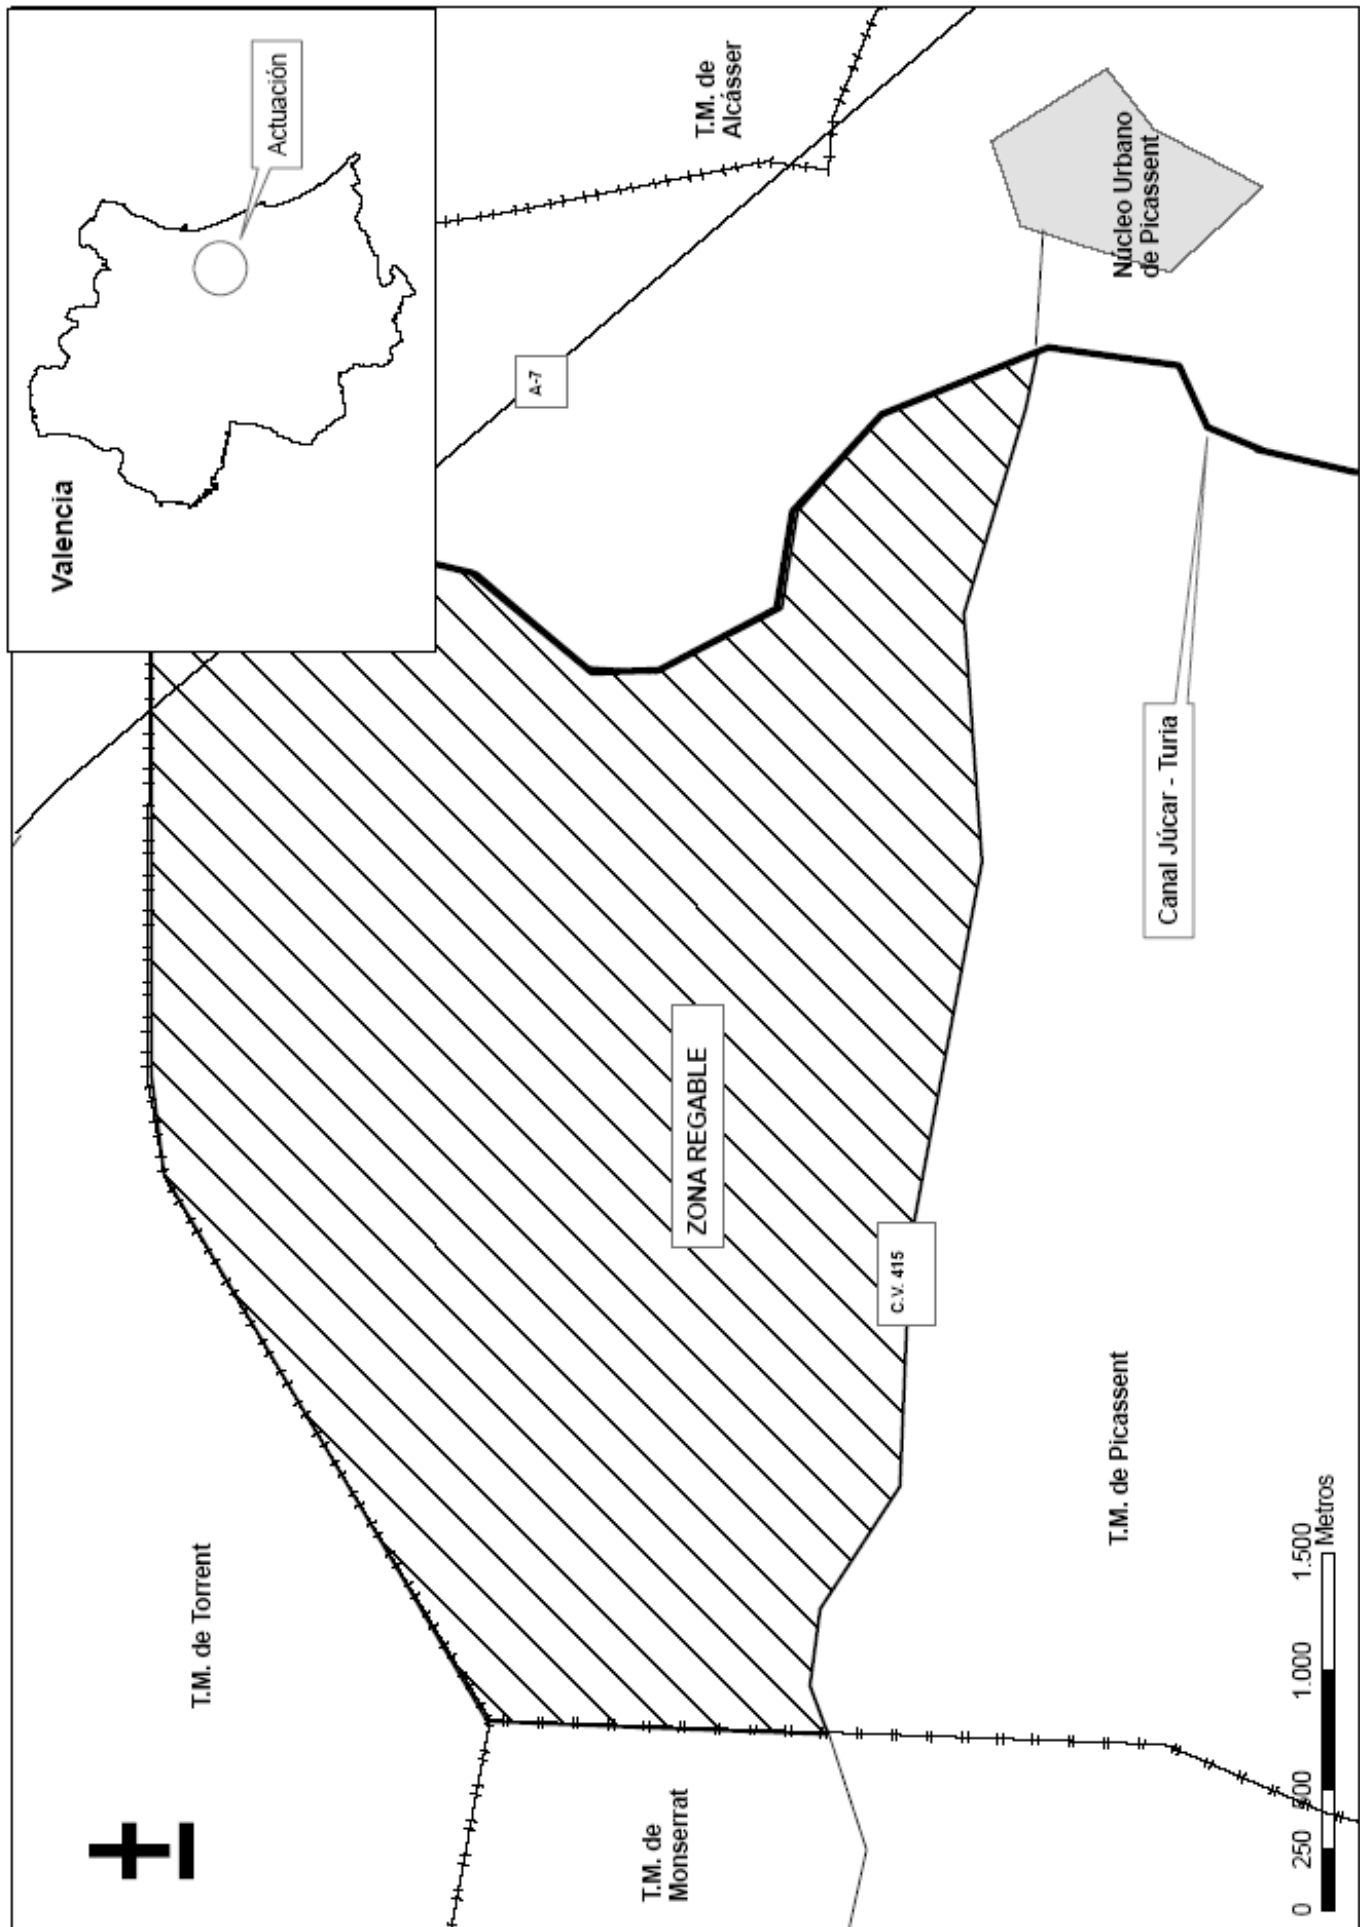 Valencia
Actuación
T.M. de
Alcásser
A-7
Núcleo Urbano
de Picassent
T.M. de Torrent
ZONA REGABLE
C.V. 415
Canal Júcar - Turia
T.M. de
Monserrat
T.M. de Picassent
0 250 500 1.000 1.500
Metros